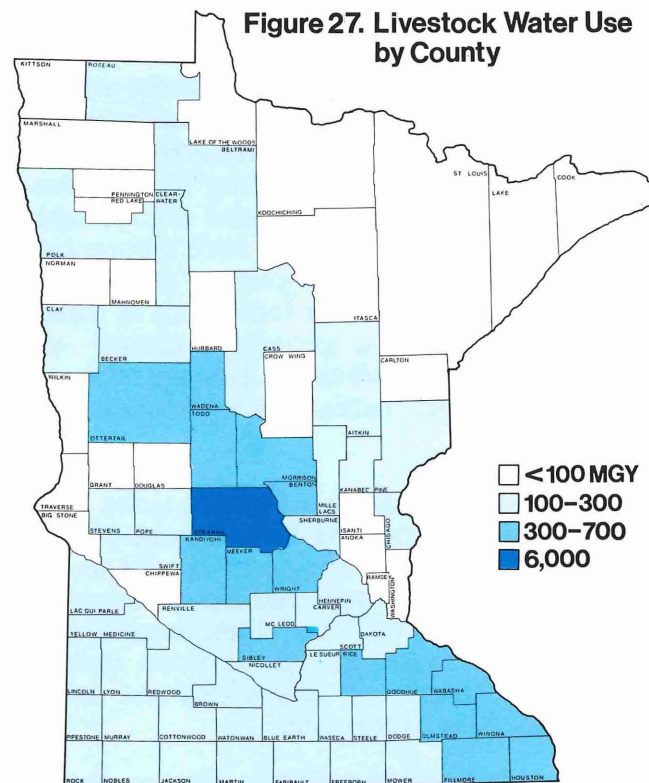 Figure 27. Livestock Water Use
by County
KITTSON
ROSEAU
MARSHALL
LAKE OF THE WOODS
BELTRAMI
ST LOUIS
LAKE
COOK
PENNINGTON
RED LAKE
CLEAR-
WATER
KOOCHICHING
POLK
NORMAN
MAHNOMEN
ITASCA
CLAY
BECKER
HUBBARD
CASS
CROW WING
CARLTON
WILKIN
WADENA
TODD
OTTERTAIL
AITKIN
GRANT
DOUGLAS
MORRISON
BENTON
MILLE
LACS
KANABEC
PINE
TRAVERSE
BIG STONE
STEVENS
POPE
STEARNS
SHERBURNE
ISANTI
ANOKA
CHISAGO
<100 MGY
100–300
300–700
6,000
SWIFT
CHIPPEWA
KANDIYOHI
MEEKER
WRIGHT
RAMSEY
WASHINGTON
LAC QUI PARLE
RENVILLE
HENNEPIN
CARVER
MC LEOD
YELLOW MEDICINE
SIBLEY
NICOLLET
SCOTT
DAKOTA
LE SUEUR
RICE
GOODHUE
WABASHA
LINCOLN
LYON
REDWOOD
BROWN
PIPESTONE
MURRAY
COTTONWOOD
WATONWAN
BLUE EARTH
WASECA
STEELE
DODGE
OLMSTEAD
WINONA
ROCK
NOBLES
JACKSON
MARTIN
FARIBAULT
FREEBORN
MOWER
FILLMORE
HOUSTON